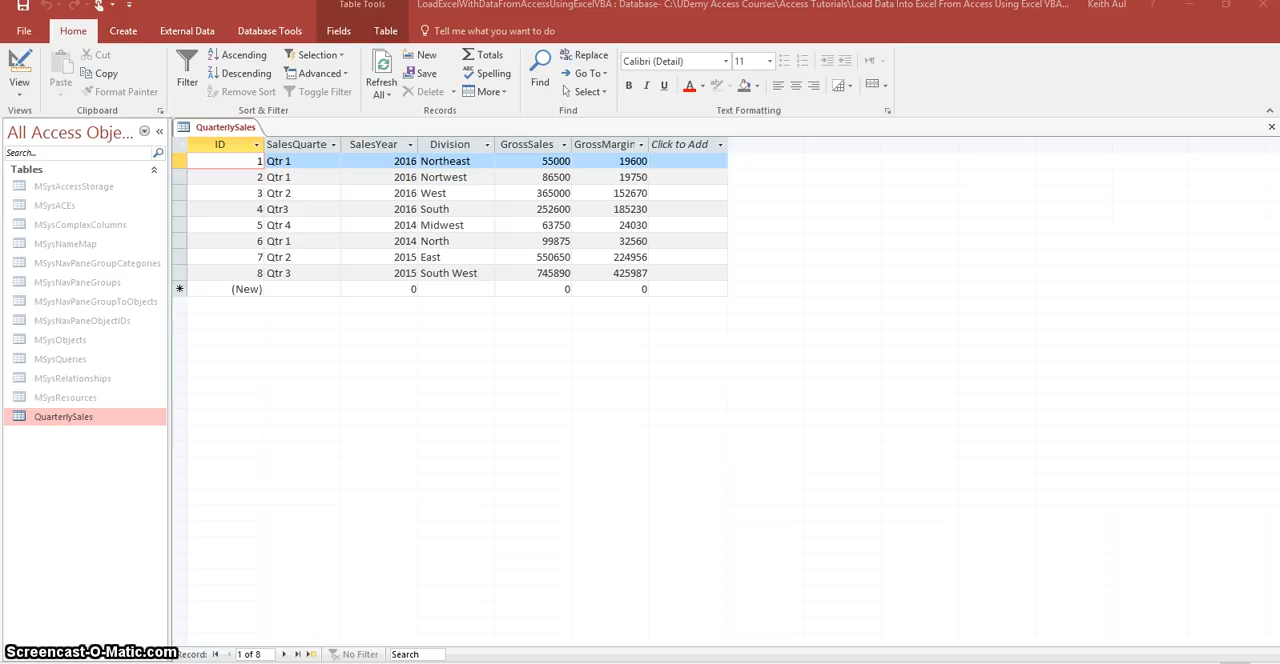 Table Tools
LoadExcelWithDataFromAccessUsingExcelVBA : Database- C:\UDemy Access Courses\Access Tutorials\Load Data Into Excel From Access Using Excel VBA...
Keith Aul
?
File Home Create External Data Database Tools Fields Table Tell me what you want to do
View
Views
Paste
Cut
Copy
Format Painter
Clipboard
Filter
Ascending
Descending
Remove Sort
Selection
Advanced
Toggle Filter
Sort & Filter
Refresh
All
New
Save
Delete
Totals
Spelling
More
Records
Find
Replace
Go To
Select
Find
Calibri (Detail) 11
B I U A
Text Formatting
All Access Obje...
Search...
Tables
MSysAccessStorage
MSysACEs
MSysComplexColumns
MSysNameMap
MSysNavPaneGroupCategories
MSysNavPaneGroups
MSysNavPaneGroupToObjects
MSysNavPaneObjectIDs
MSysObjects
MSysQueries
MSysRelationships
MSysResources
QuarterlySales
QuarterlySales
ID SalesQuarte SalesYear Division GrossSales GrossMargin Click to Add
1 Qtr 1 2016 Northeast 55000 19600
2 Qtr 1 2016 Nortwest 86500 19750
3 Qtr 2 2016 West 365000 152670
4 Qtr3 2016 South 252600 185230
5 Qtr 4 2014 Midwest 63750 24030
6 Qtr 1 2014 North 99875 32560
7 Qtr 2 2015 East 550650 224956
8 Qtr 3 2015 South West 745890 425987
* (New) 0 0 0
Screencast-O-Matic.com
Record: 1 of 8 No Filter Search